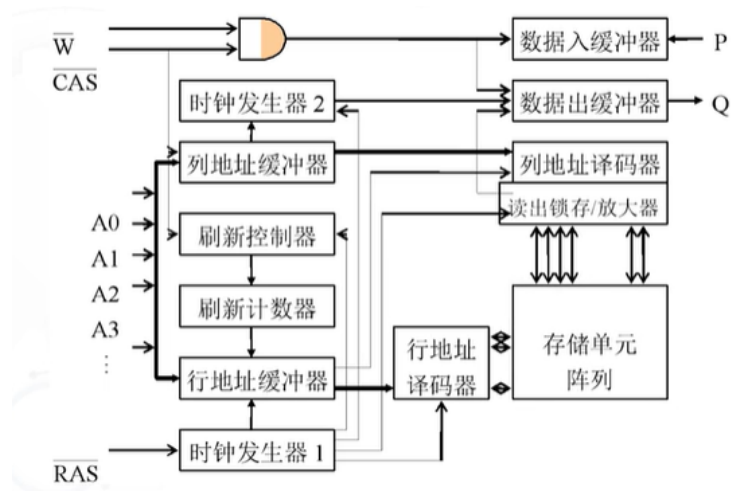 W
数据入缓冲器
P
CAS
时钟发生器 2
数据出缓冲器
Q
列地址缓冲器
列地址译码器
读出锁存/放大器
A0
刷新控制器
A1
A2
刷新计数器
A3
⋮
行地址缓冲器
行地址
译码器
存储单元
阵列
时钟发生器 1
RAS